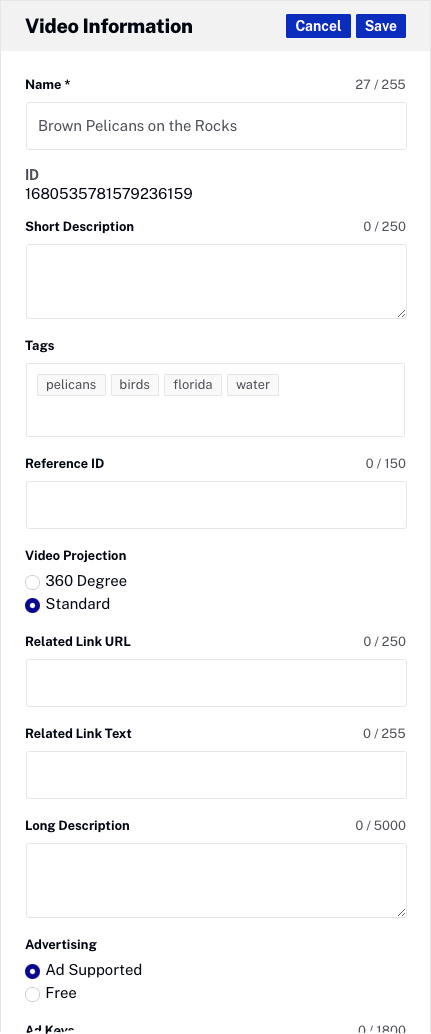 Video Information Cancel Save
Name * 27 / 255
Brown Pelicans on the Rocks
ID
1680535781579236159
Short Description 0 / 250
Tags
pelicans birds florida water
Reference ID 0 / 150
Video Projection
360 Degree
Standard
Related Link URL 0 / 250
Related Link Text 0 / 255
Long Description 0 / 5000
Advertising
Ad Supported
Free
Ad Keys 0 / 1800